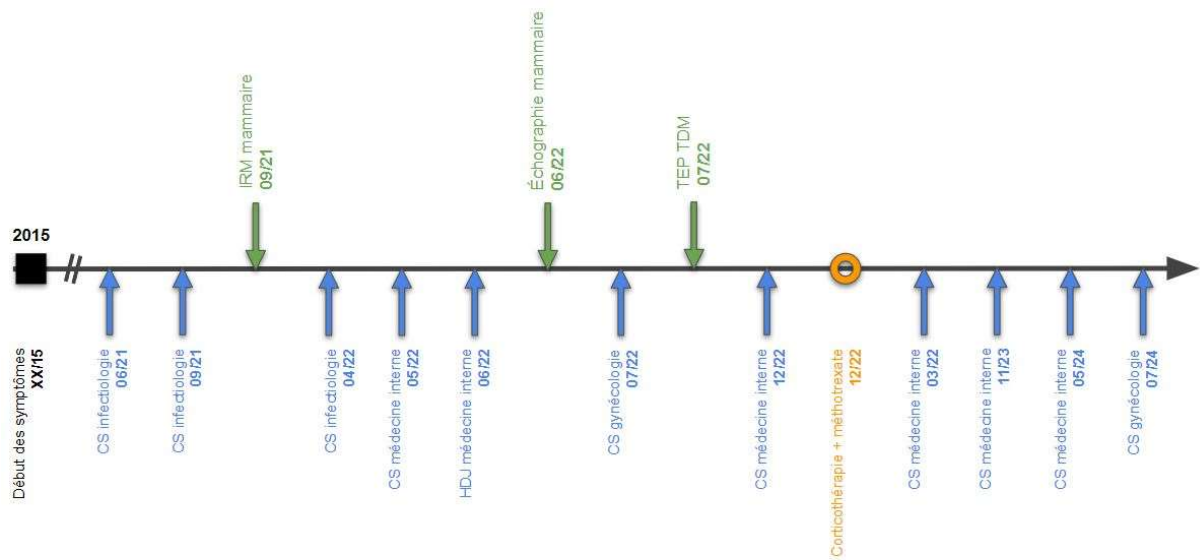 2015
Début des symptômes
XX/15
CS infectiologie
06/21
CS infectiologie
09/21
IRM mammaire
09/21
CS infectiologie
04/22
CS médecine interne
05/22
HDJ médecine interne
06/22
Échographie mammaire
06/22
CS gynécologie
07/22
TEP TDM
07/22
CS médecine interne
12/22
Corticothérapie + méthotrexate
12/22
CS médecine interne
03/22
CS médecine interne
11/23
CS médecine interne
05/24
CS gynécologie
07/24